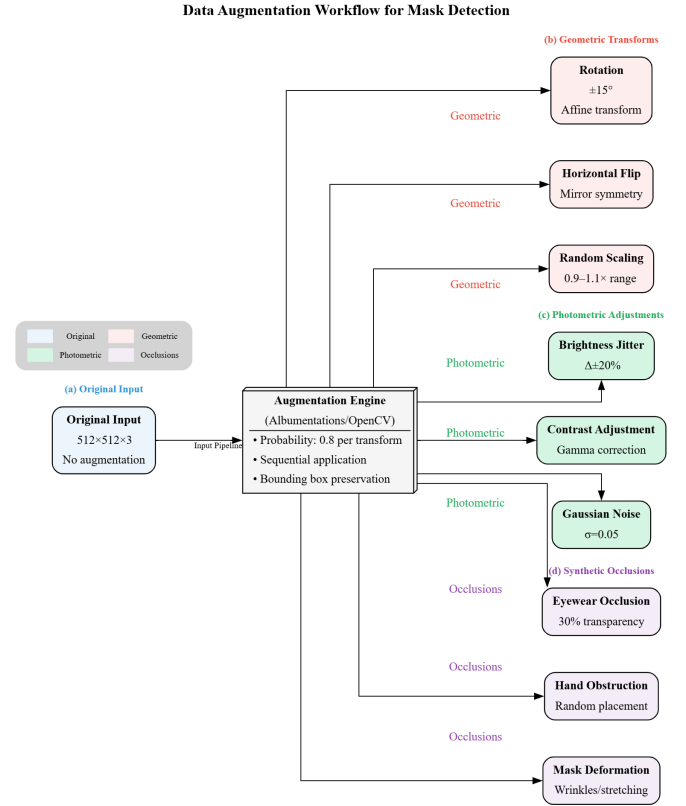 Data Augmentation Workflow for Mask Detection
(b) Geometric Transforms
Rotation
±15°
Affine transform
Geometric
Horizontal Flip
Mirror symmetry
Geometric
Random Scaling
0.9–1.1× range
Geometric
(c) Photometric Adjustments
Original
Geometric
Photometric
Occlusions
Brightness Jitter
Δ±20%
Photometric
(a) Original Input
Original Input
512×512×3
No augmentation
Input Pipeline
Augmentation Engine
(Albumentations/OpenCV)
• Probability: 0.8 per transform
• Sequential application
• Bounding box preservation
Photometric
Contrast Adjustment
Gamma correction
Photometric
Gaussian Noise
σ=0.05
(d) Synthetic Occlusions
Occlusions
Eyewear Occlusion
30% transparency
Occlusions
Hand Obstruction
Random placement
Occlusions
Mask Deformation
Wrinkles/stretching